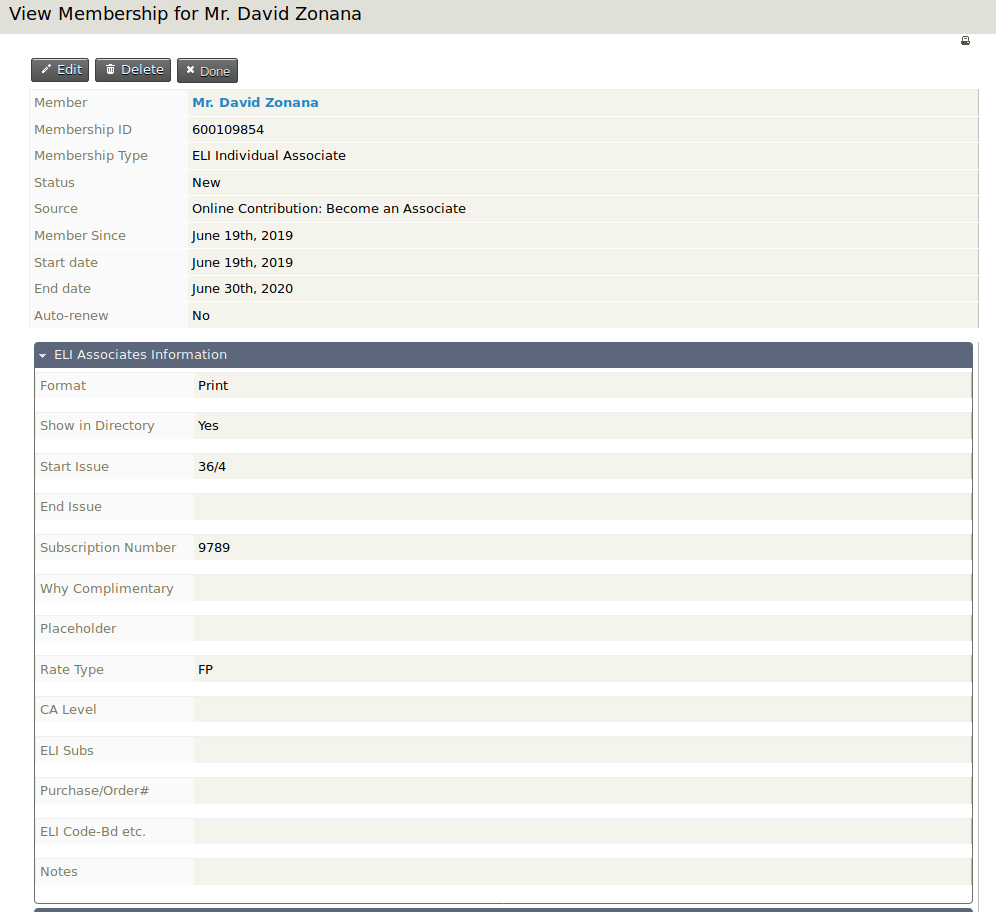 View Membership for Mr. David Zonana
Edit Delete Done
Member Mr. David Zonana
Membership ID 600109854
Membership Type ELI Individual Associate
Status New
Source Online Contribution: Become an Associate
Member Since June 19th, 2019
Start date June 19th, 2019
End date June 30th, 2020
Auto-renew No
ELI Associates Information
Format Print
Show in Directory Yes
Start Issue 36/4
End Issue
Subscription Number 9789
Why Complimentary
Placeholder
Rate Type FP
CA Level
ELI Subs
Purchase/Order#
ELI Code-Bd etc.
Notes